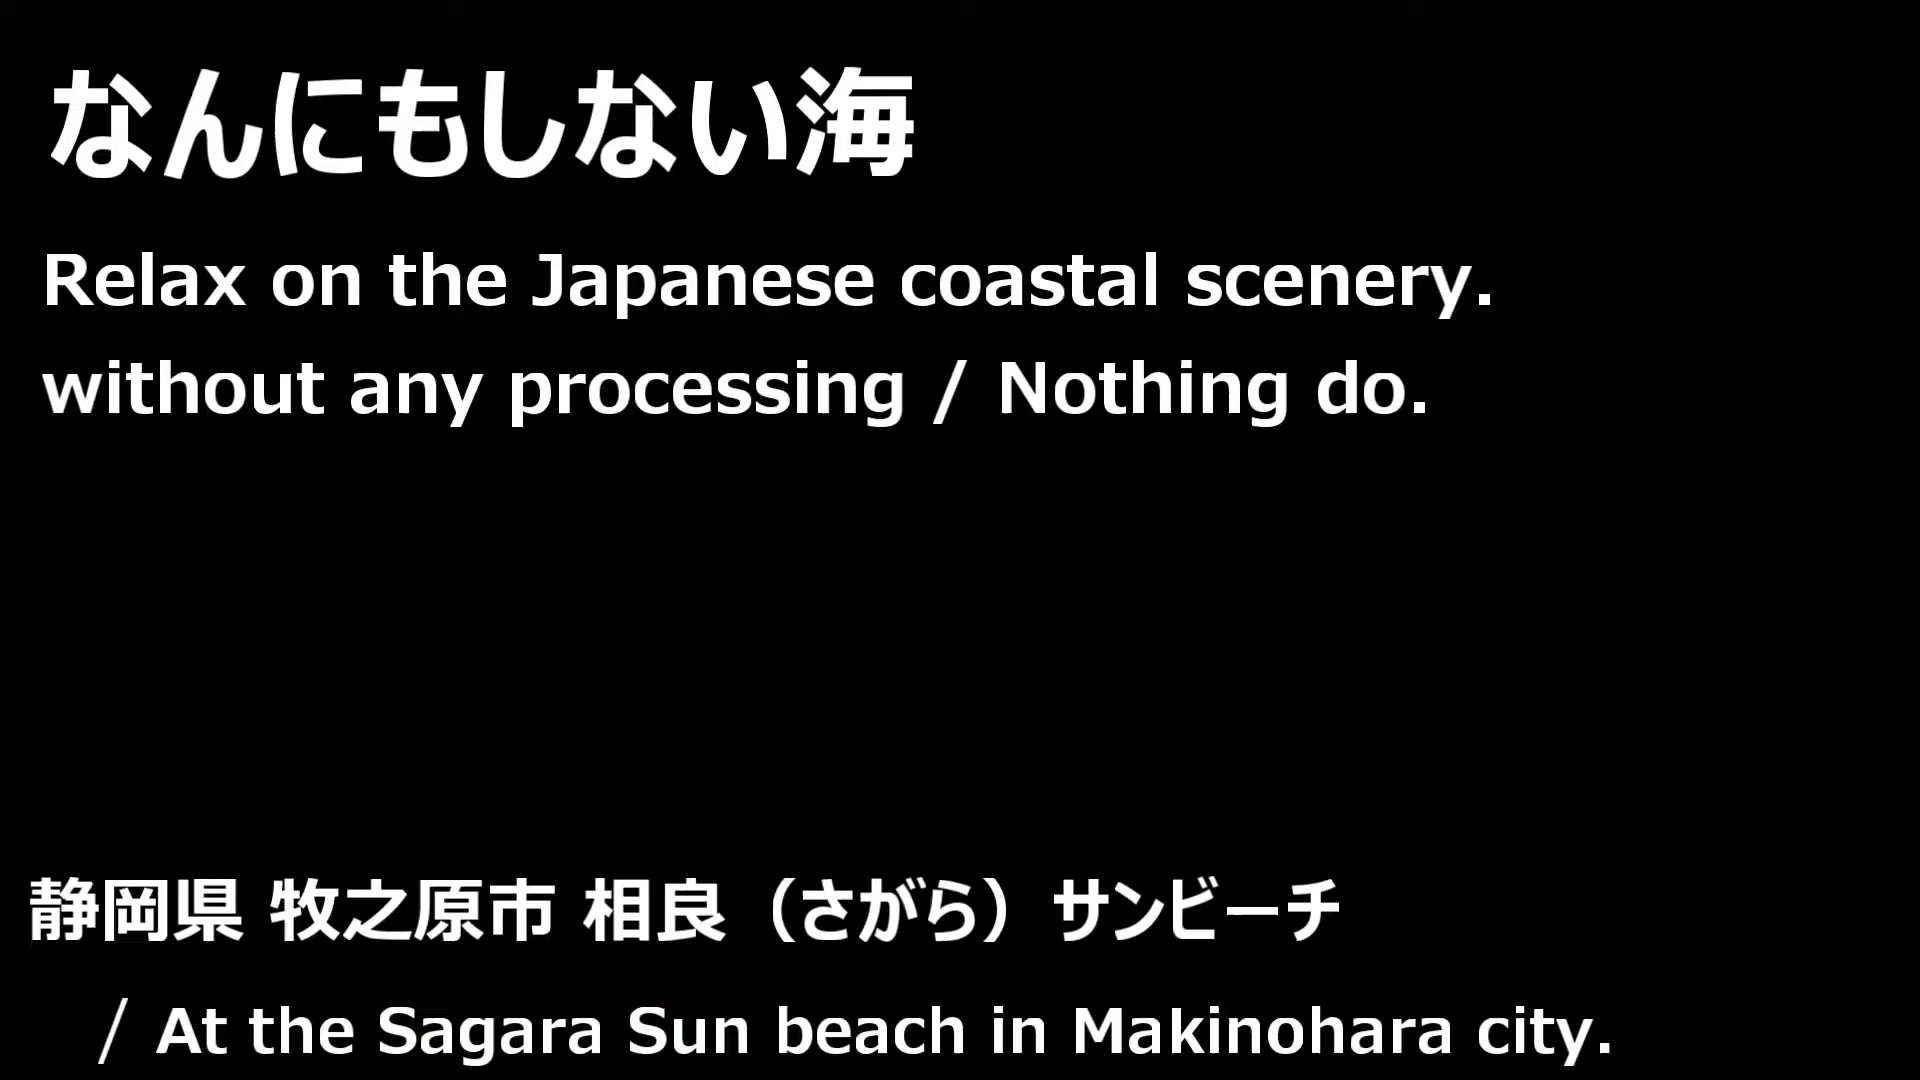 なんにもしない海
Relax on the Japanese coastal scenery.
without any processing / Nothing do.
静岡県 牧之原市 相良（さがら）サンビーチ
/ At the Sagara Sun beach in Makinohara city.